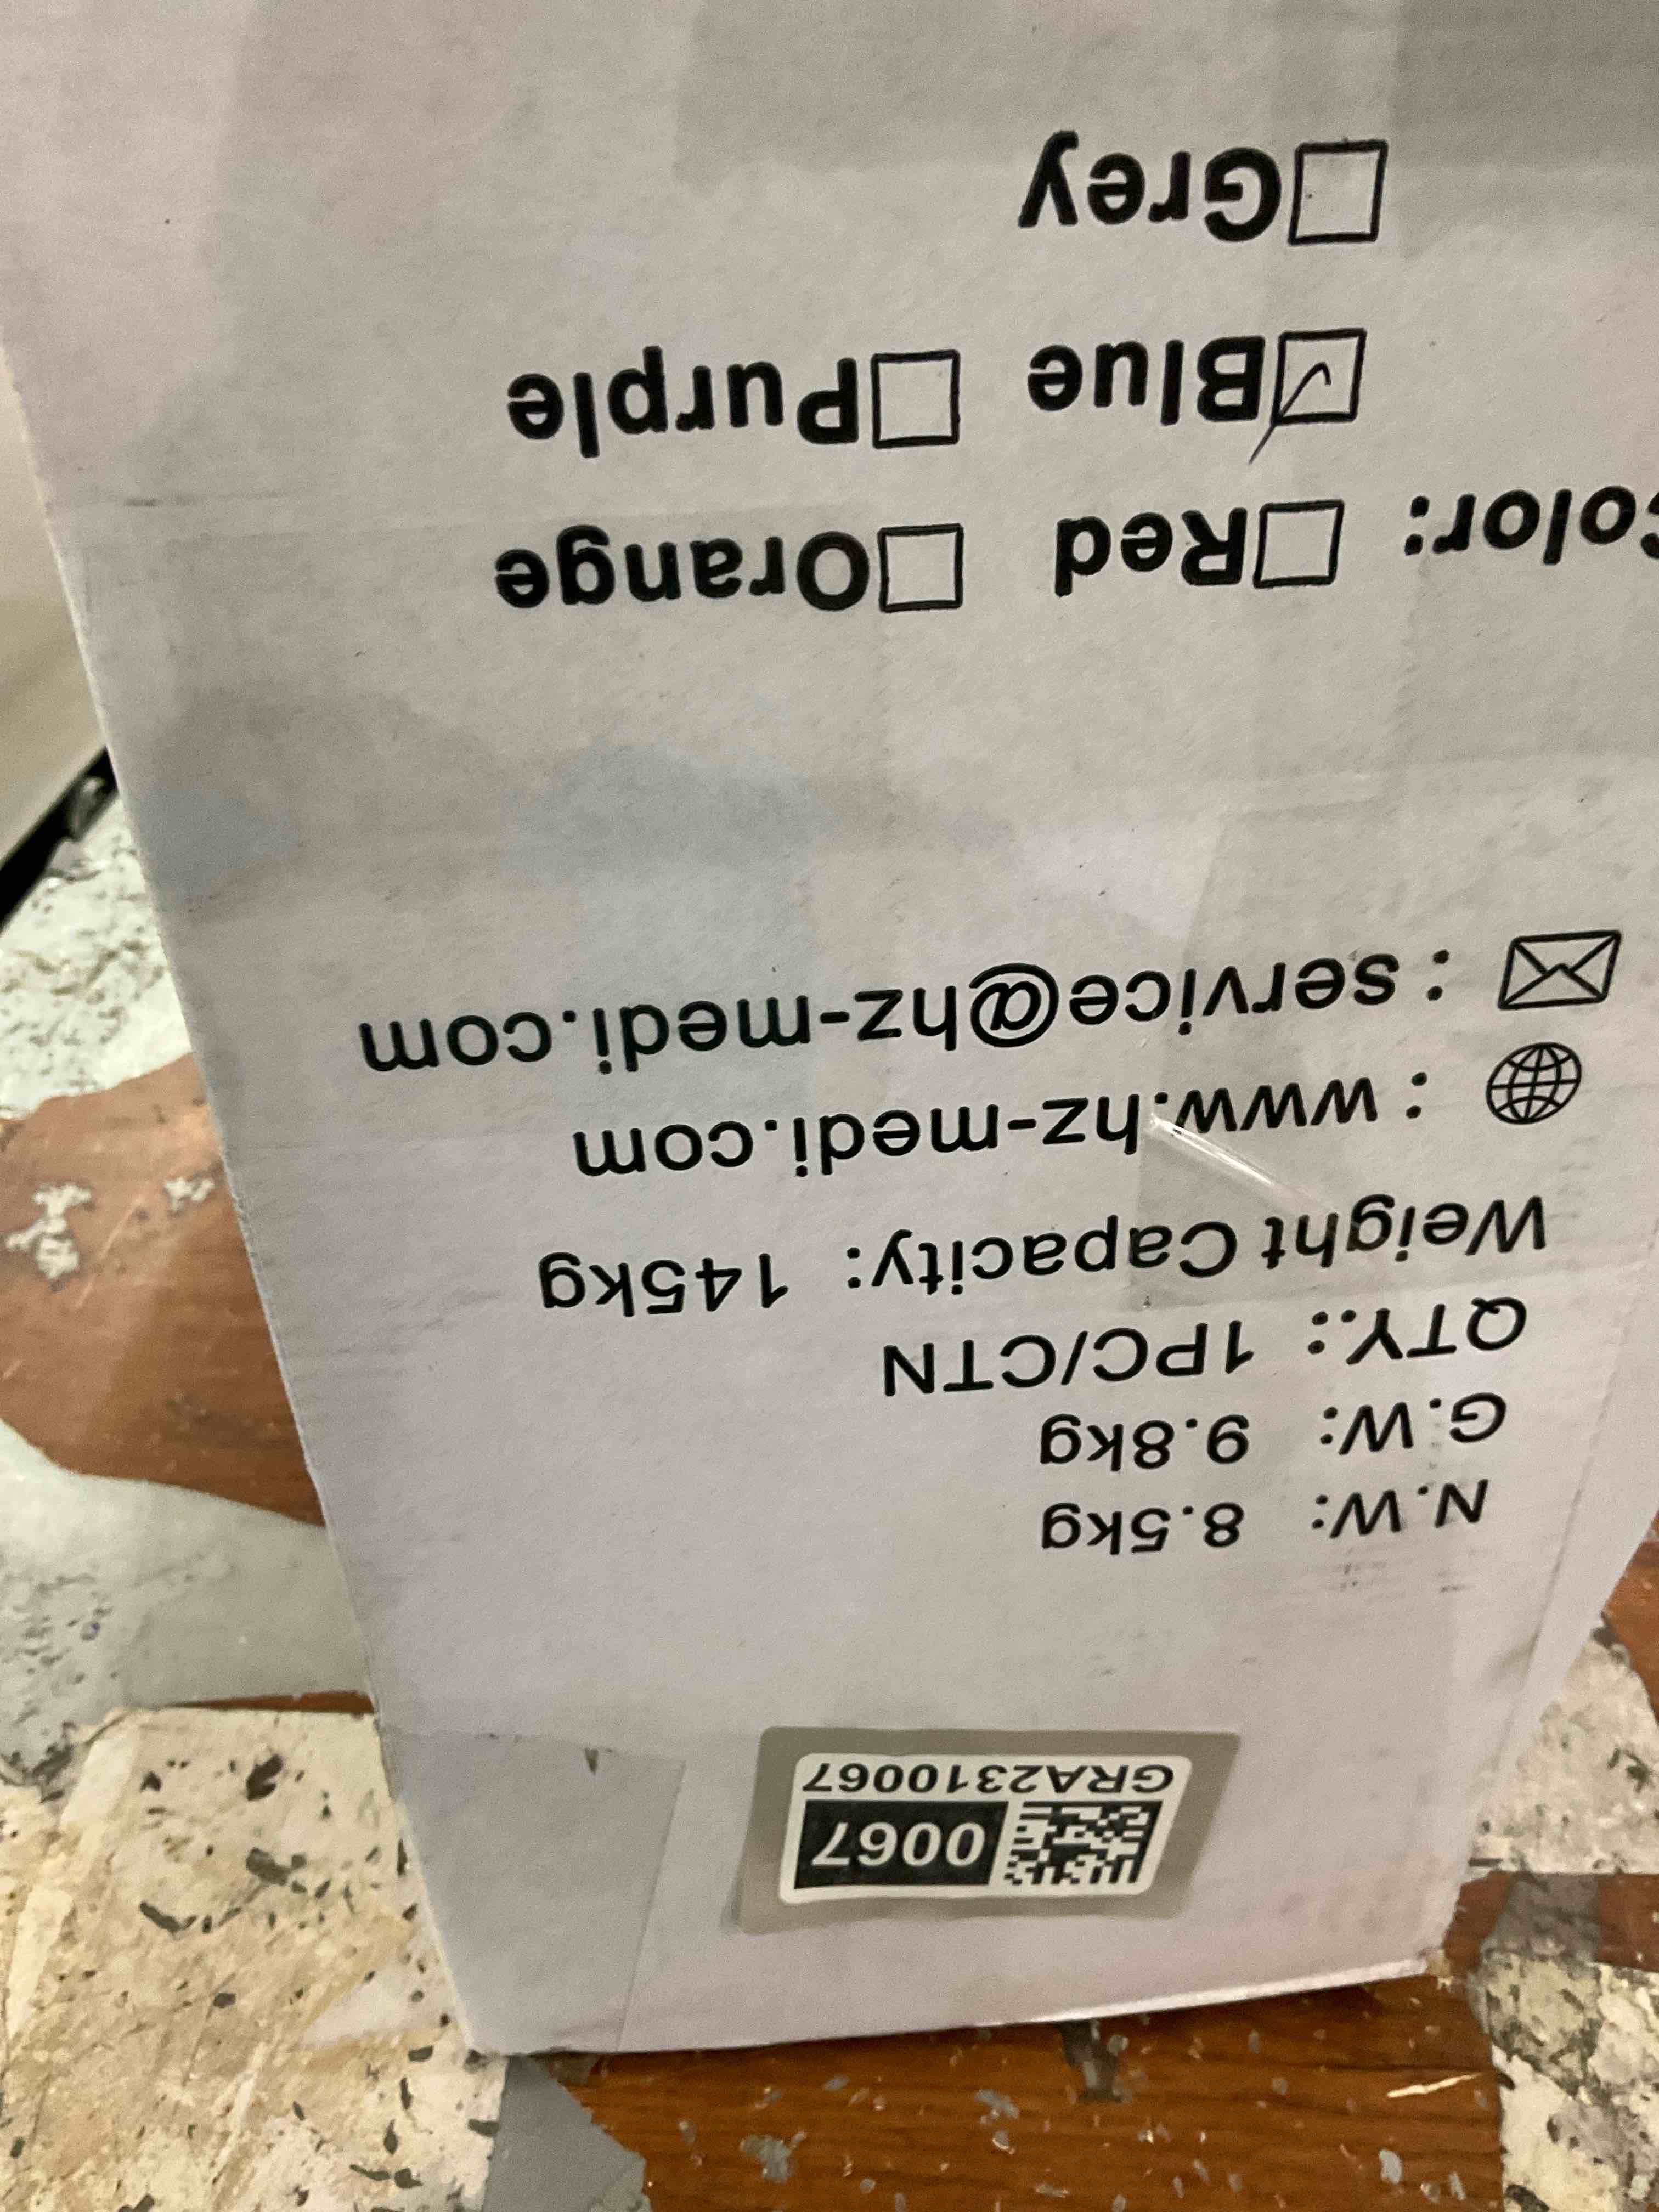 0067
GRA2310067
N.W: 8.5kg
G.W: 9.8kg
QTY.: 1PC/CTN
Weight Capacity: 145kg
: www.hz-medi.com
: service@hz-medi.com
Color: □Red □Orange
☑Blue □Purple
□Grey